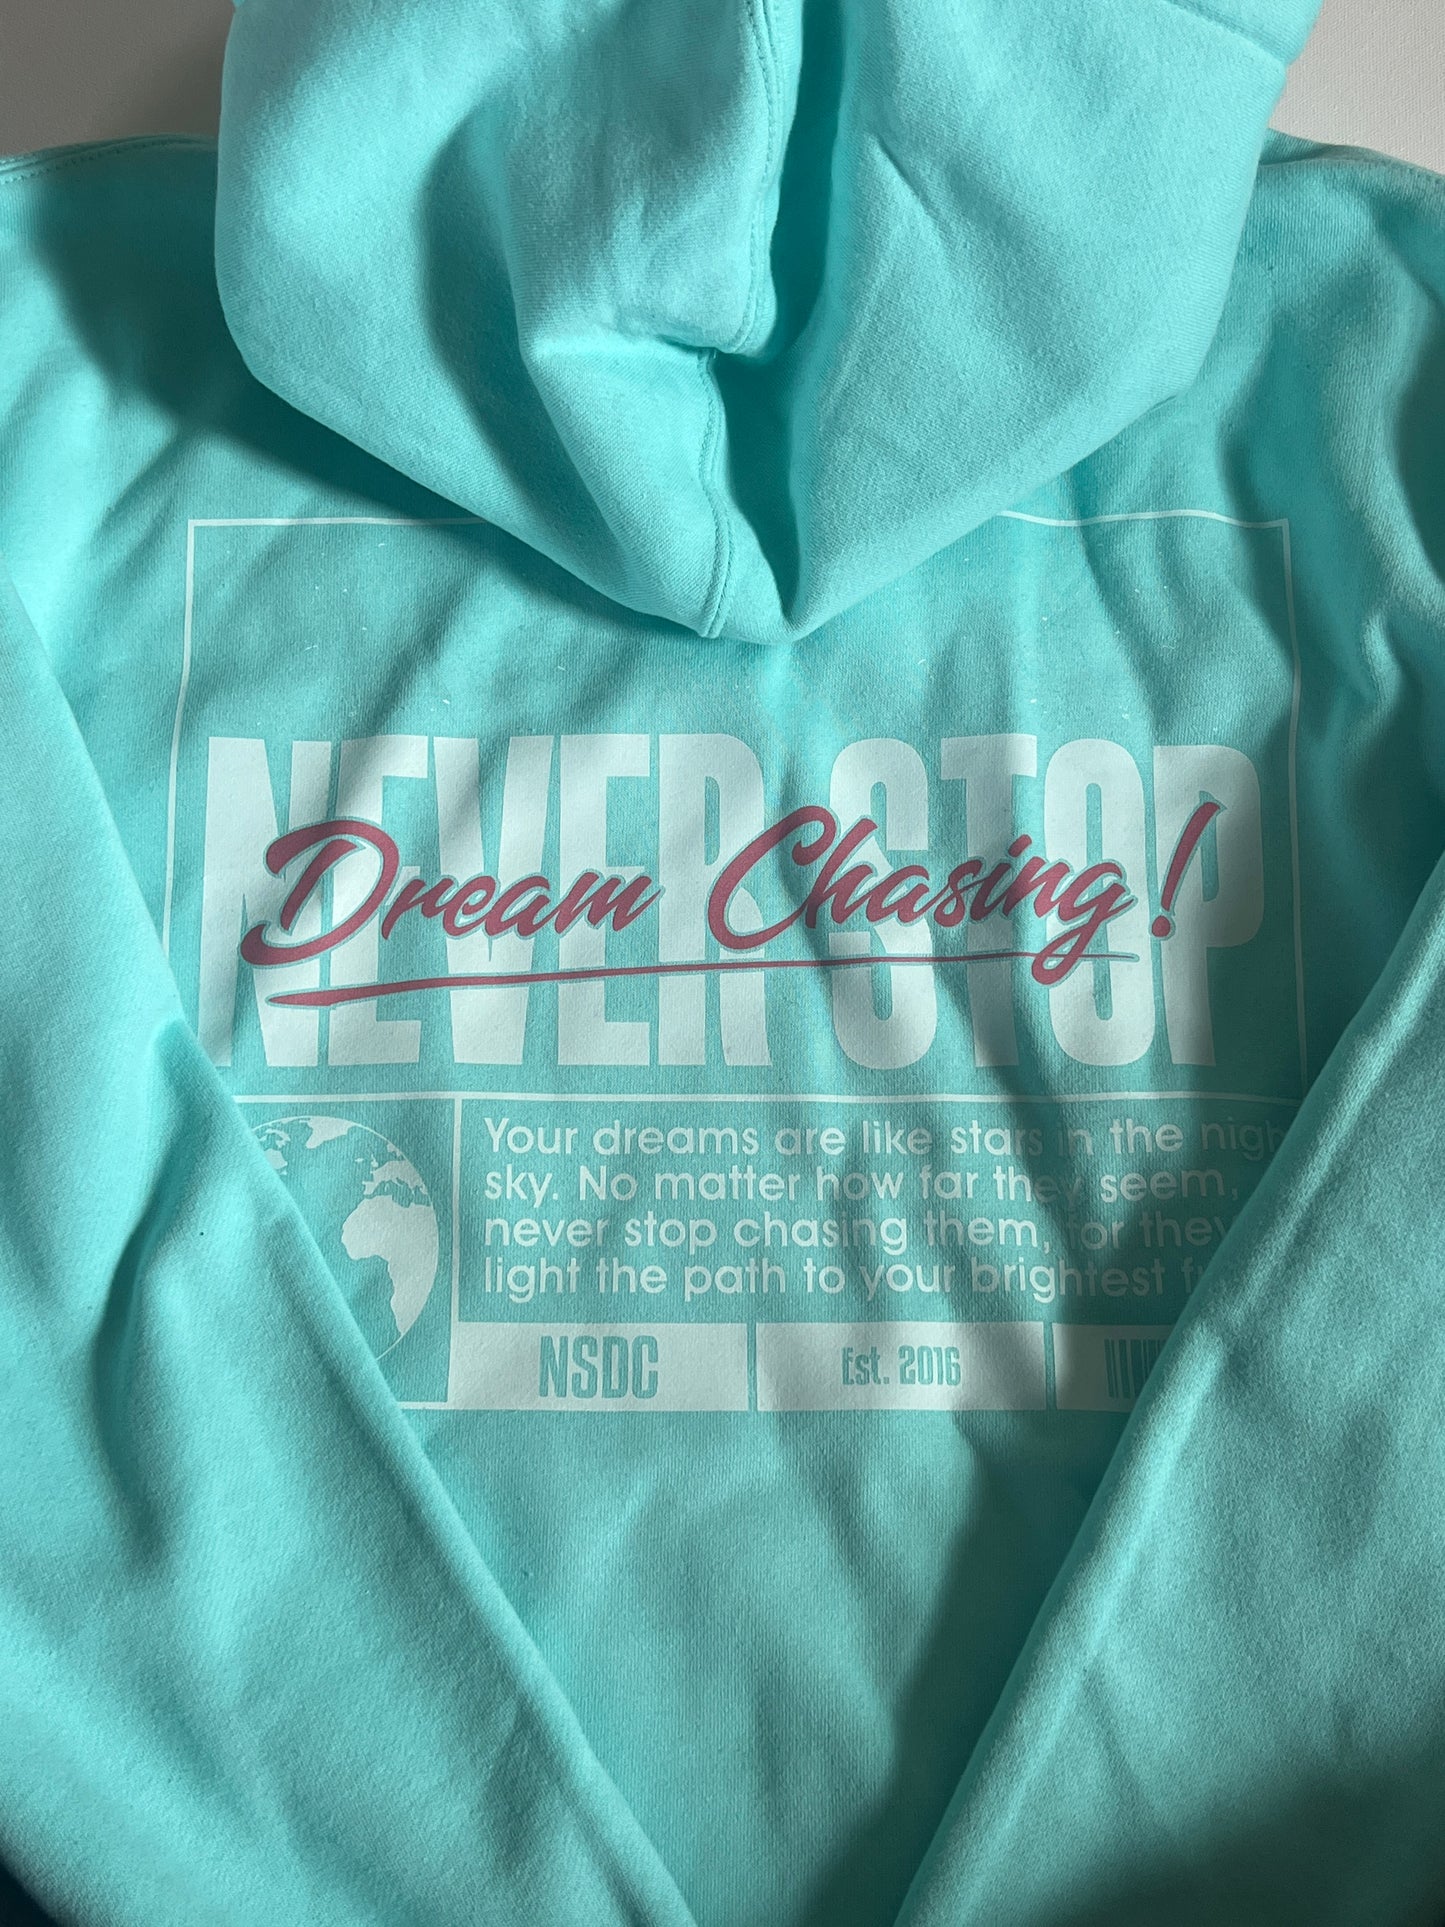 NEVER STOP
Dream Chasing!
Your dreams are like stars in the
sky. No matter how far they seem,
never stop chasing them, for they
light the path to your brightest
NSDC
Est. 2016